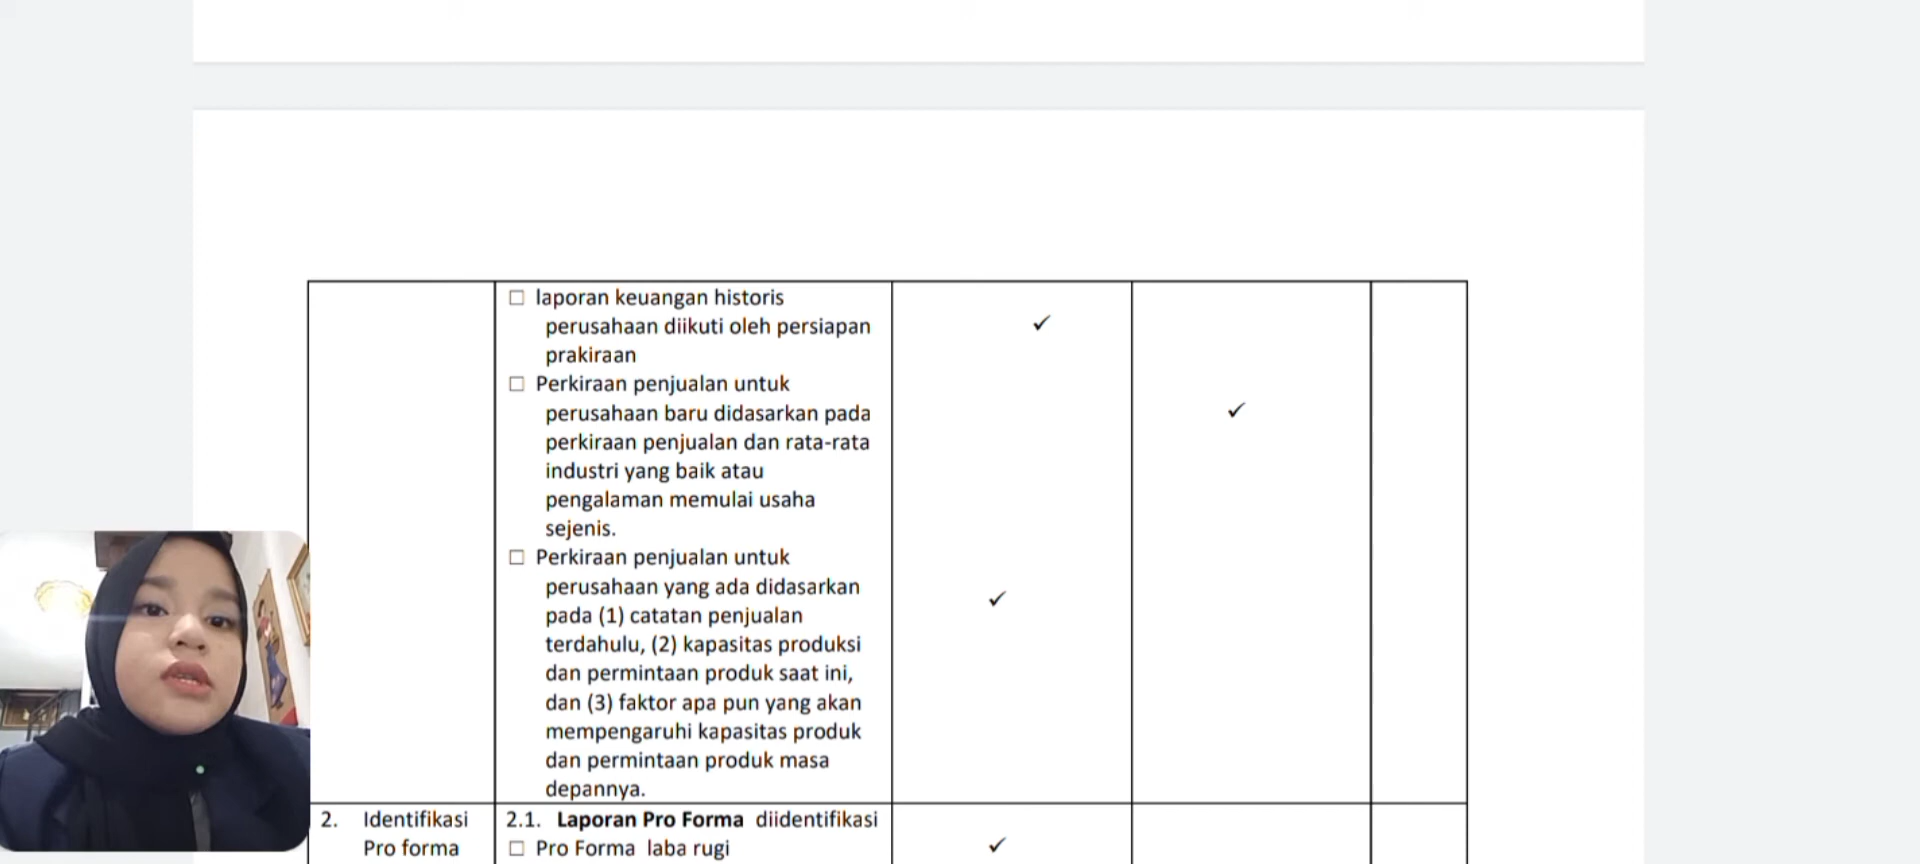 ☐ laporan keuangan historis
perusahaan diikuti oleh persiapan
prakiraan
✓
☐ Perkiraan penjualan untuk
perusahaan baru didasarkan pada
perkiraan penjualan dan rata-rata
industri yang baik atau
pengalaman memulai usaha
sejenis.
✓
☐ Perkiraan penjualan untuk
perusahaan yang ada didasarkan
pada (1) catatan penjualan
terdahulu, (2) kapasitas produksi
dan permintaan produk saat ini,
dan (3) faktor apa pun yang akan
mempengaruhi kapasitas produk
dan permintaan produk masa
depannya.
✓
2. Identifikasi
Pro forma
2.1. Laporan Pro Forma diidentifikasi
☐ Pro Forma laba rugi
✓